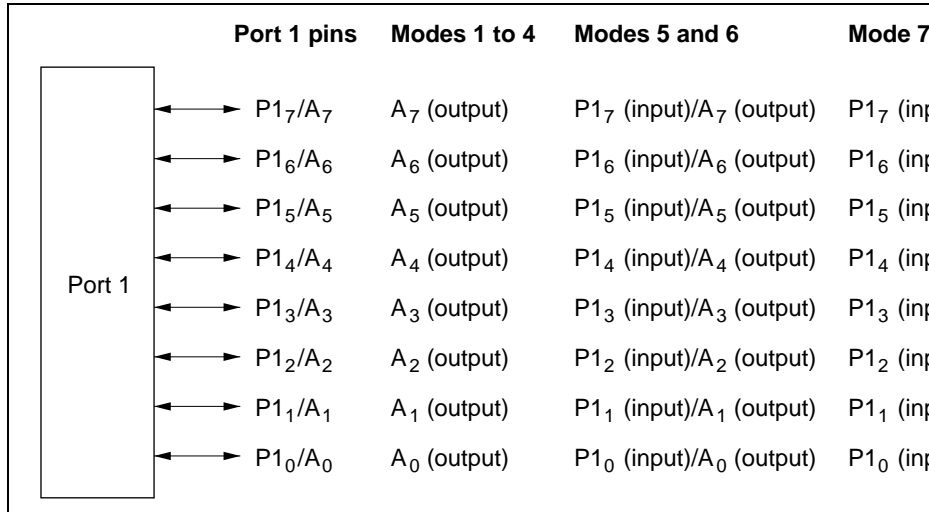 Port 1 pins Modes 1 to 4 Modes 5 and 6 Mode 7
P1₇/A₇ A₇ (output) P1₇ (input)/A₇ (output) P1₇
P1₆/A₆ A₆ (output) P1₆ (input)/A₆ (output) P1₆
P1₅/A₅ A₅ (output) P1₅ (input)/A₅ (output) P1₅
P1₄/A₄ A₄ (output) P1₄ (input)/A₄ (output) P1₄
Port 1
P1₃/A₃ A₃ (output) P1₃ (input)/A₃ (output) P1₃
P1₂/A₂ A₂ (output) P1₂ (input)/A₂ (output) P1₂
P1₁/A₁ A₁ (output) P1₁ (input)/A₁ (output) P1₁
P1₀/A₀ A₀ (output) P1₀ (input)/A₀ (output) P1₀